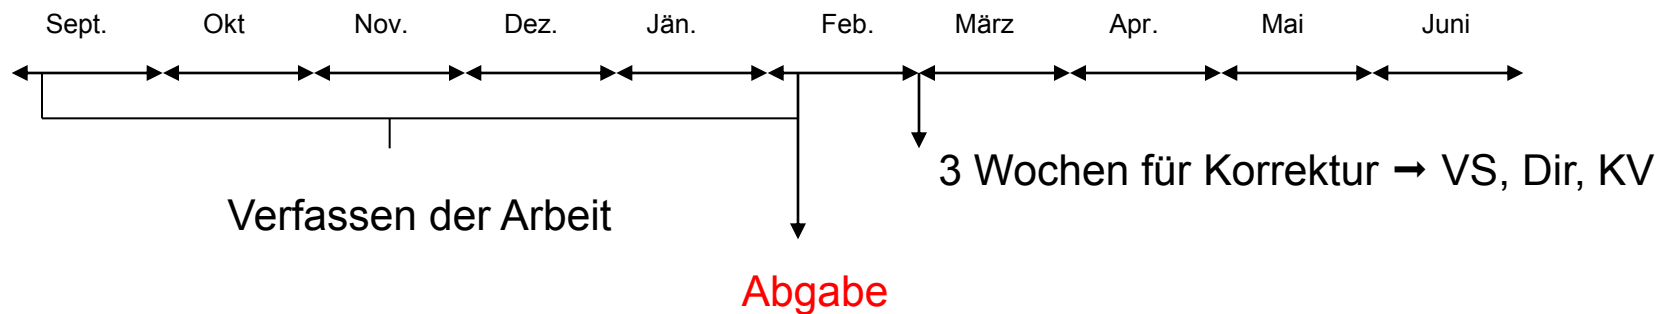 Sept. Okt Nov. Dez. Jän. Feb. März Apr. Mai Juni
3 Wochen für Korrektur → VS, Dir, KV
Verfassen der Arbeit
Abgabe